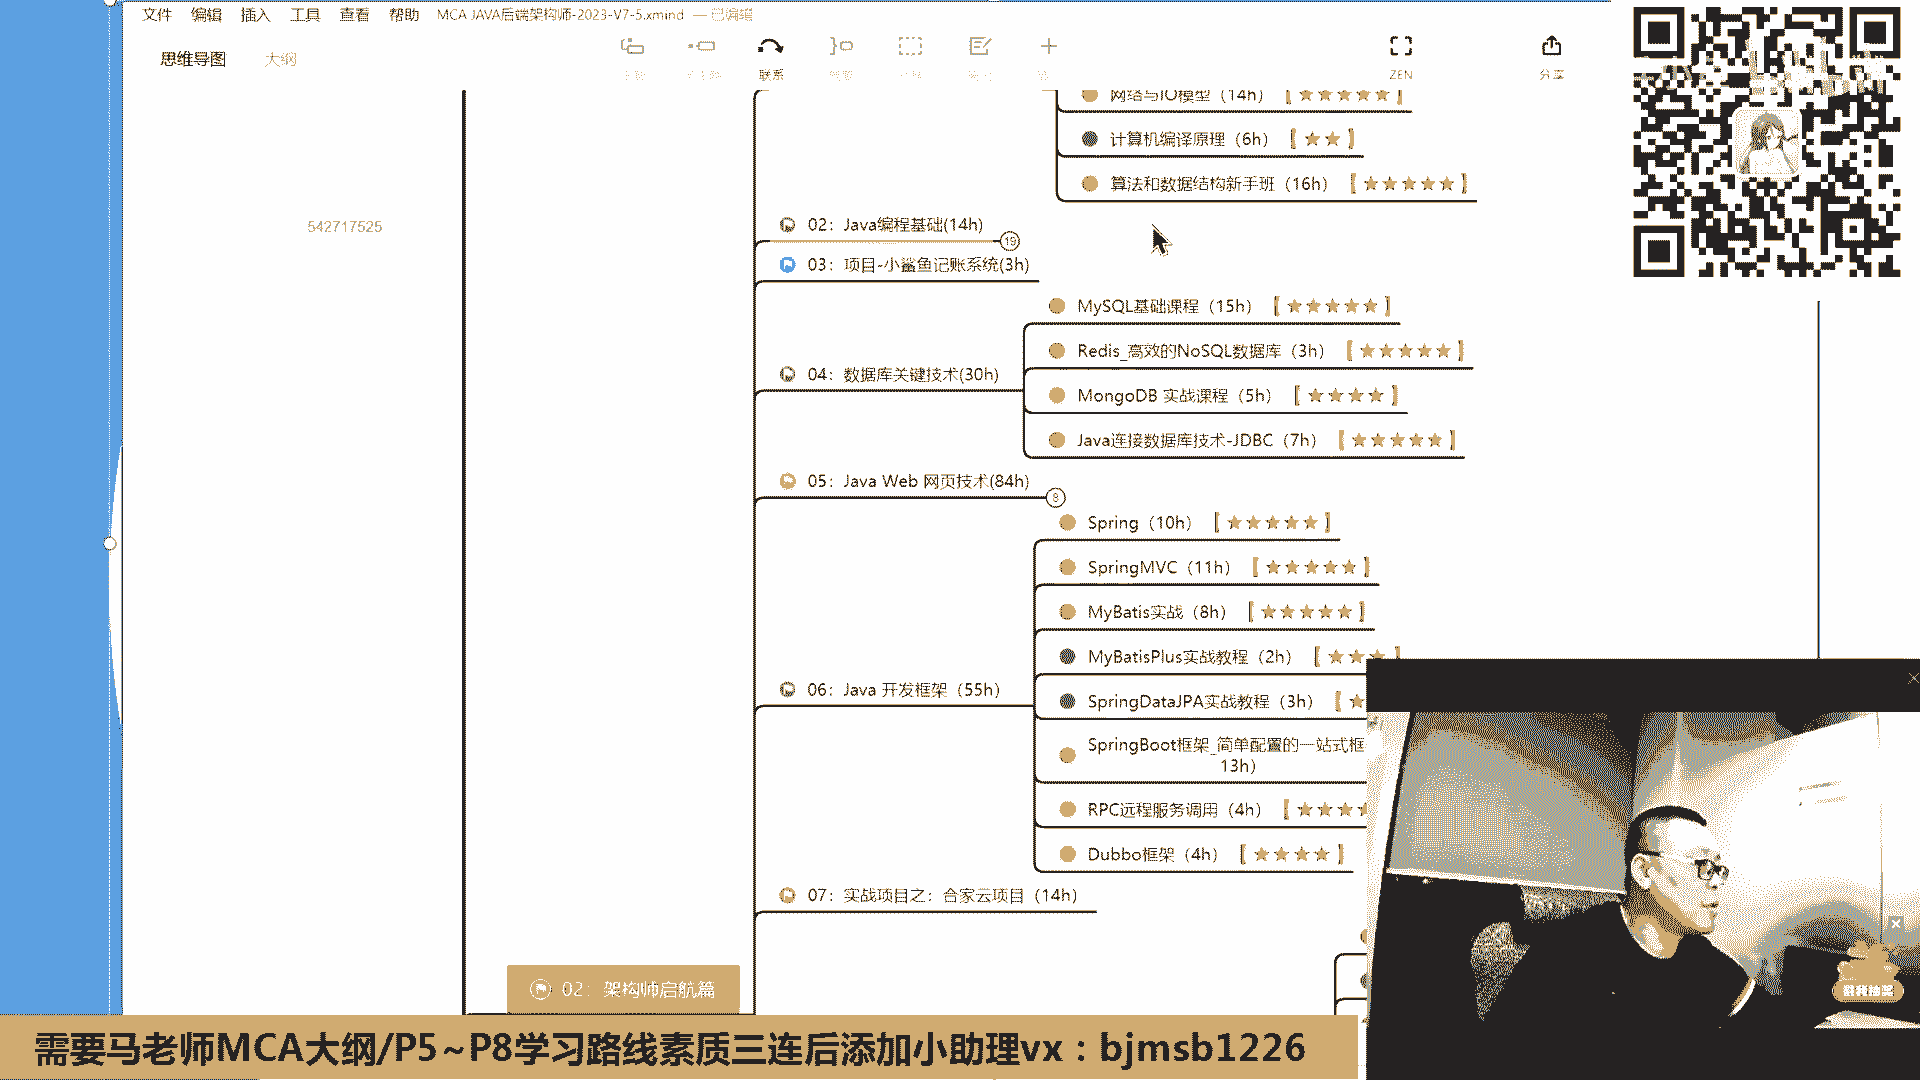 文件 编辑 插入 工具 查看 帮助 MCA JAVA后端架构师-2023-V7-5.xmind — 已编辑
思维导图 大纲
联系
ZEN
分享
网络与IO模型（14h）【★★★★★】
计算机编译原理（6h）【★★】
算法和数据结构新手班（16h）【★★★★★】
542717525
02：Java编程基础(14h)
19
03：项目-小鲨鱼记账系统(3h)
MySQL基础课程（15h）【★★★★★】
Redis_高效的NoSQL数据库（3h）【★★★★★】
04：数据库关键技术(30h)
MongoDB 实战课程（5h）【★★★★】
Java连接数据库技术-JDBC（7h）【★★★★★】
05：Java Web 网页技术(84h)
8
Spring（10h）【★★★★★】
SpringMVC（11h）【★★★★★】
MyBatis实战（8h）【★★★★★】
MyBatisPlus实战教程（2h）【★★★】
06：Java 开发框架（55h）
SpringDataJPA实战教程（3h）【★
SpringBoot框架_简单配置的一站式框
13h）
RPC远程服务调用（4h）【★★★★
Dubbo框架（4h）【★★★★】
07：实战项目之：合家云项目（14h）
02：架构师启航篇
需要马老师MCA大纲/P5~P8学习路线素质三连后添加小助理vx：bjmsb1226